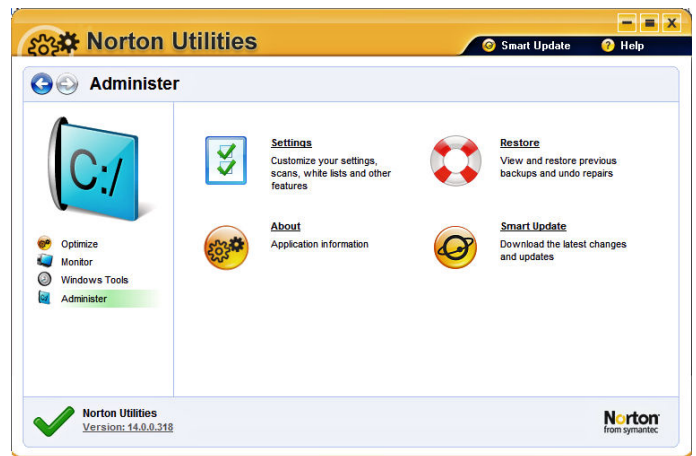 Norton Utilities
Smart Update
Help
Administer
C:/
Optimize
Monitor
Windows Tools
Administer
Settings
Customize your settings,
scans, white lists and other
features
Restore
View and restore previous
backups and undo repairs
About
Application information
Smart Update
Download the latest changes
and updates
Norton Utilities
Version: 14.0.0.318
Norton
from symantec